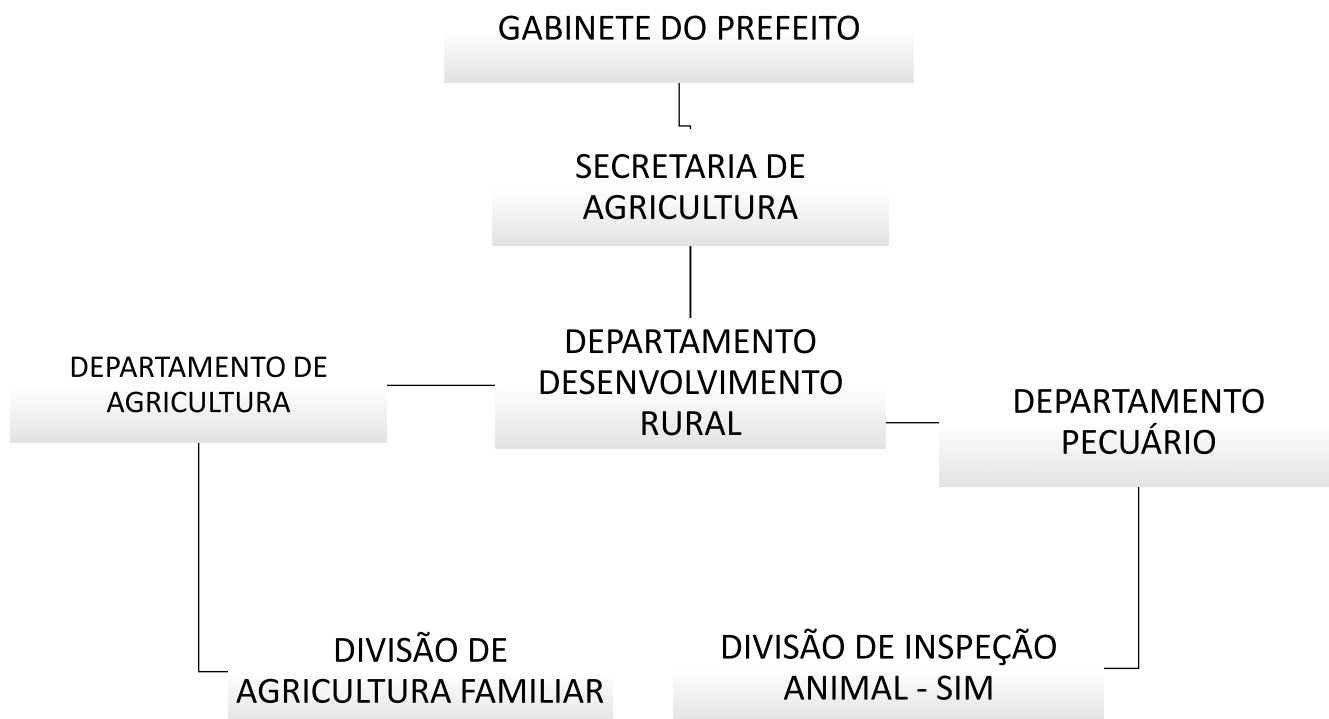 GABINETE DO PREFEITO
SECRETARIA DE
AGRICULTURA
DEPARTAMENTO DE
AGRICULTURA
DEPARTAMENTO
DESENVOLVIMENTO
RURAL
DEPARTAMENTO
PECUÁRIO
DIVISÃO DE
AGRICULTURA FAMILIAR
DIVISÃO DE INSPEÇÃO
ANIMAL - SIM